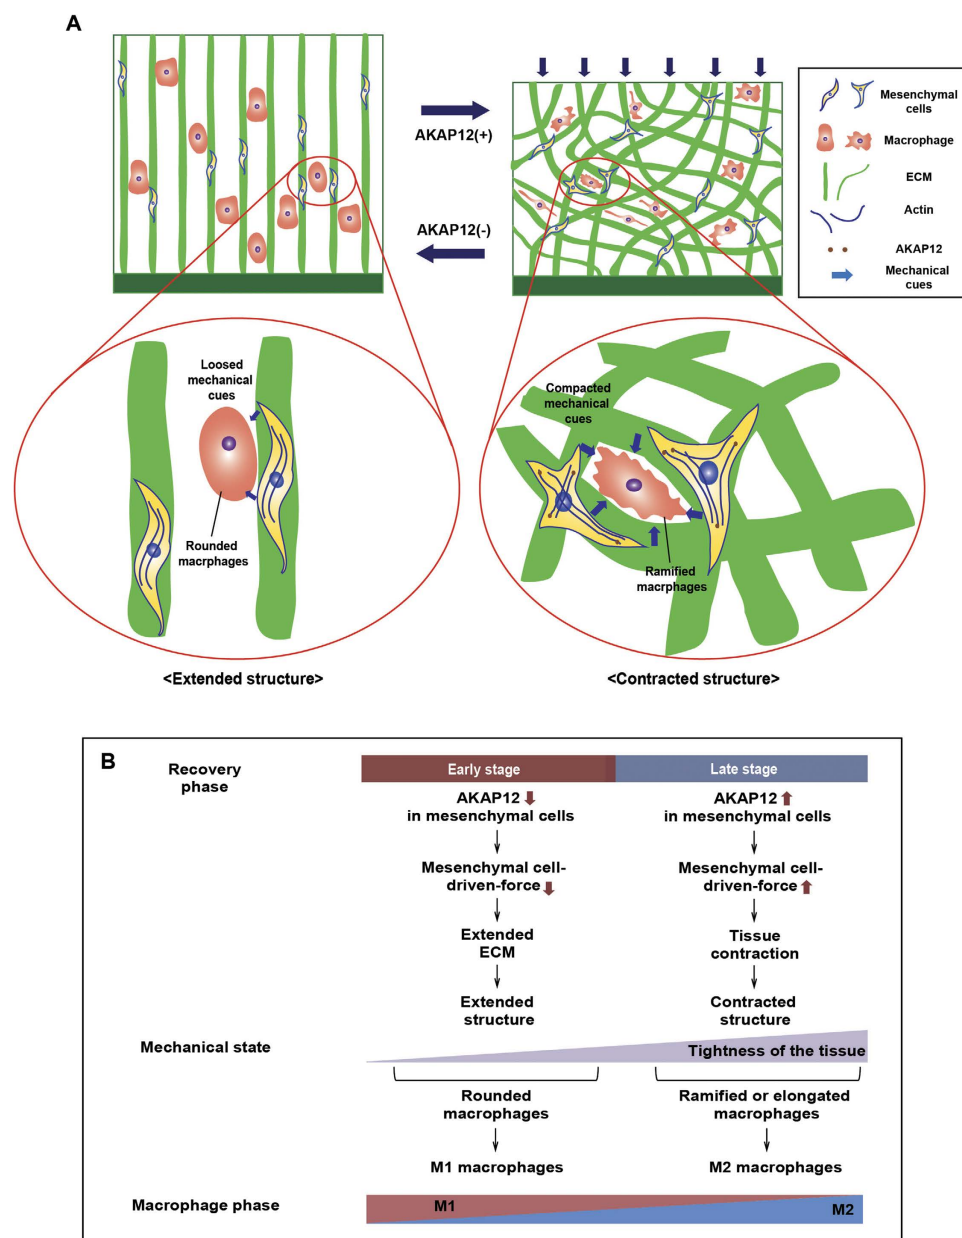 A
AKAP12(+)
AKAP12(-)
Mesenchymal
cells
Macrophage
ECM
Actin
AKAP12
Mechanical
cues
Loosed
mechanical
cues
Rounded
macrphages
<Extended structure>
Compacted
mechanical
cues
Ramified
macrphages
<Contracted structure>
B
Recovery
phase
Early stage
Late stage
AKAP12
in mesenchymal cells
AKAP12
in mesenchymal cells
Mesenchymal cell-
driven-force
Mesenchymal cell-
driven-force
Extended
ECM
Tissue
contraction
Extended
structure
Contracted
structure
Mechanical state
Tightness of the tissue
Rounded
macrophages
Ramified or elongated
macrophages
M1 macrophages
M2 macrophages
Macrophage phase
M1
M2